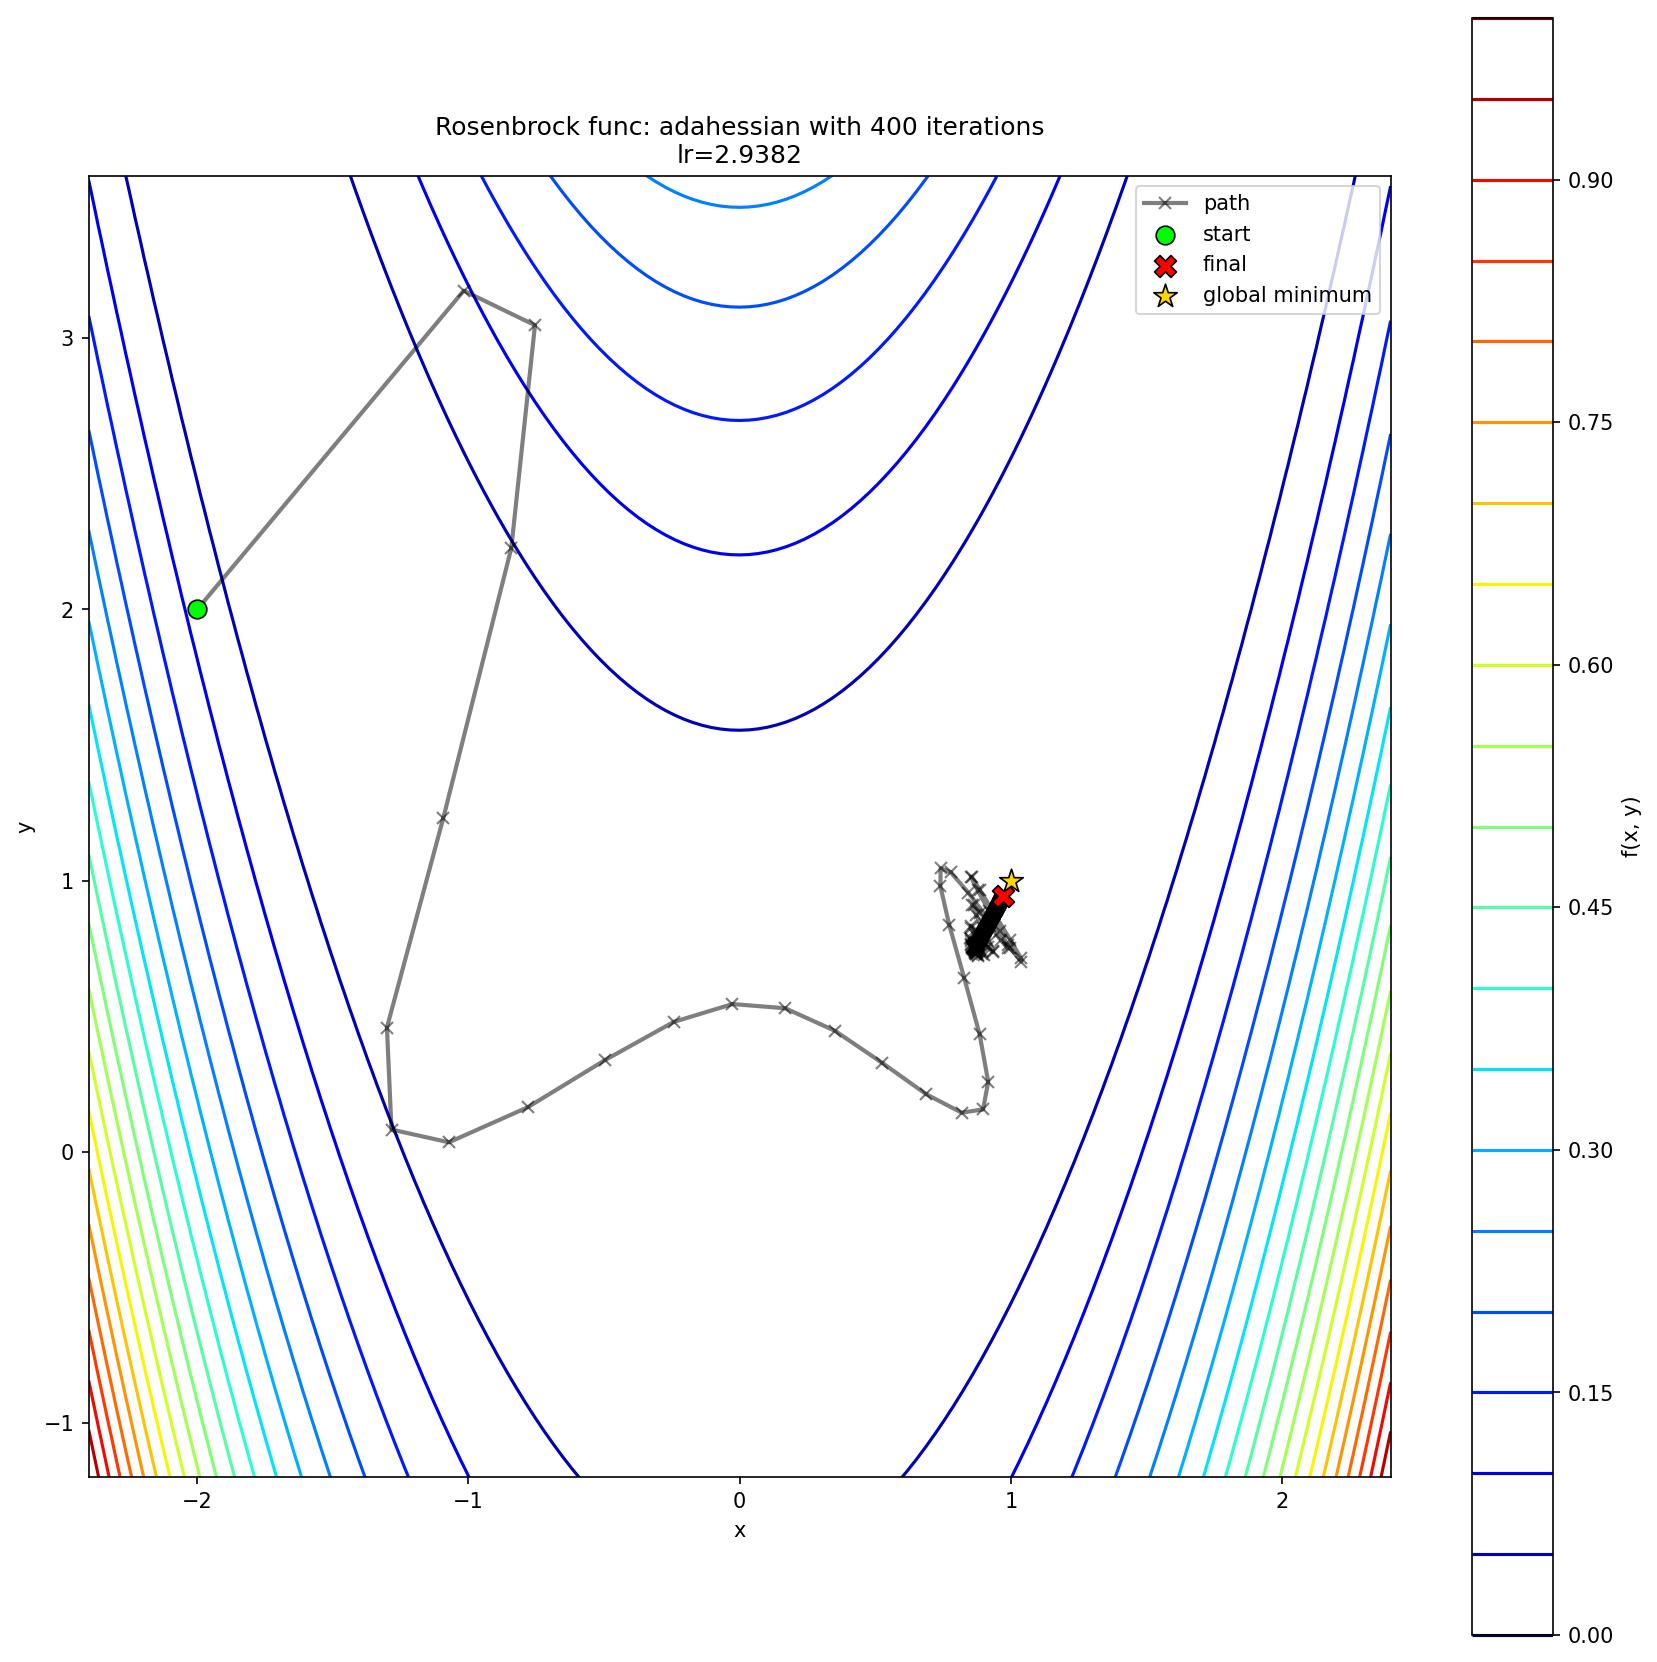 Rosenbrock func: adahessian with 400 iterations
lr=2.9382
path
start
final
global minimum
3
2
1
0
−1
y
−2
−1
0
1
2
x
0.90
0.75
0.60
0.45
0.30
0.15
0.00
f(x, y)